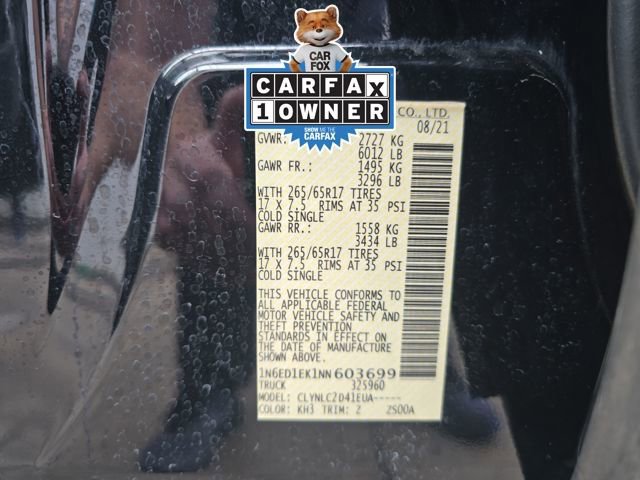 CAR
FOX
CARFAX
1 OWNER
SHOW ME THE
CARFAX
CO., LTD.
08/21
GVWR: 2727 KG
6012 LB
GAWR FR.: 1495 KG
3296 LB
WITH 265/65R17 TIRES
17 X 7.5 RIMS AT 35 PSI
COLD SINGLE
GAWR RR.: 1558 KG
3434 LB
WITH 265/65R17 TIRES
17 X 7.5 RIMS AT 35 PSI
COLD SINGLE
THIS VEHICLE CONFORMS TO
ALL APPLICABLE FEDERAL
MOTOR VEHICLE SAFETY AND
THEFT PREVENTION
STANDARDS IN EFFECT ON
THE DATE OF MANUFACTURE
SHOWN ABOVE.
1N6ED1EK1NN603699
TRUCK 325960
MODEL: CLYNLC2D41EUA-----
COLOR: KH3 TRIM: Z 2S00A